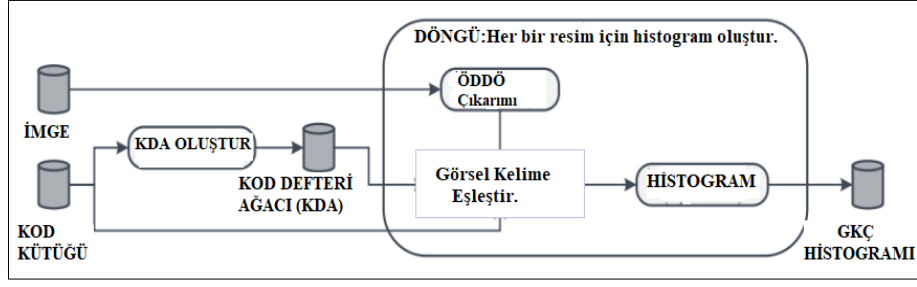 DÖNGÜ:Her bir resim için histogram oluştur.
ÖDDÖ
Çıkarımı
İMGE
KDA OLUŞTUR
KOD DEFTERİ
AĞACI (KDA)
Görsel Kelime
Eşleştir.
HİSTOGRAM
KOD
KÜTÜĞÜ
GKÇ
HİSTOGRAMI